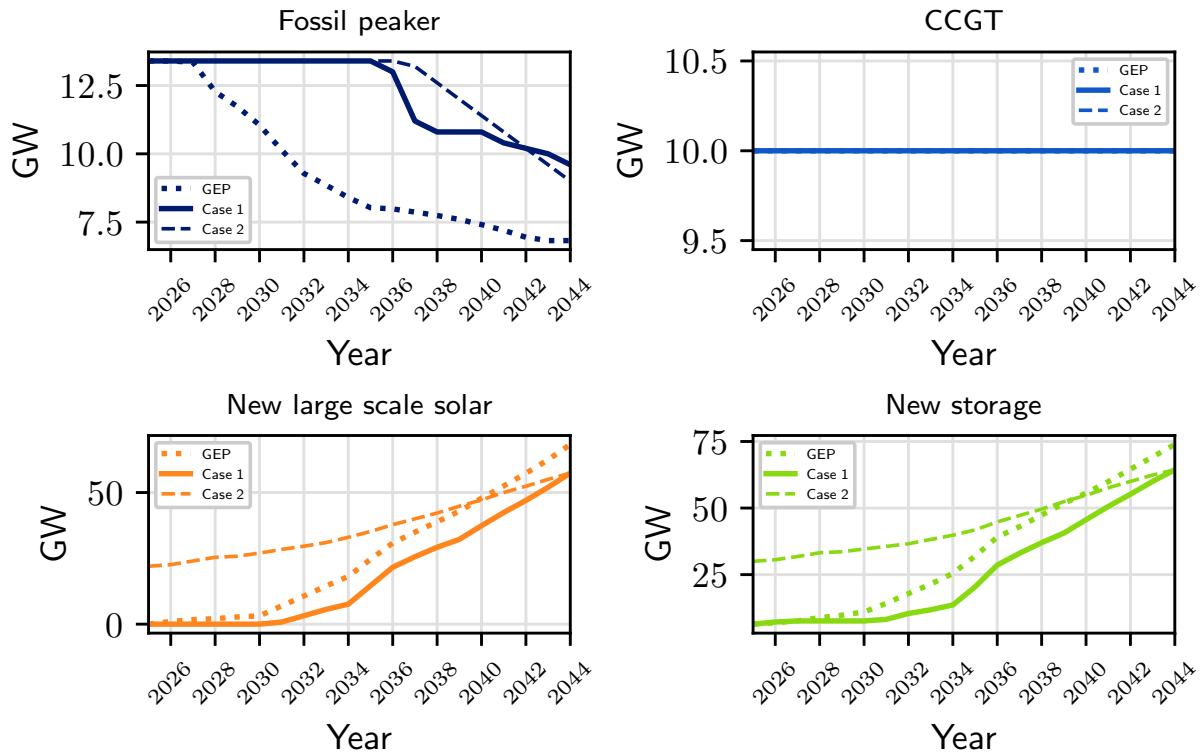 Fossil peaker
GW
12.5
10.0
7.5
GEP
Case 1
Case 2
2026
2028
2030
2032
2034
2036
2038
2040
2042
2044
Year
CCGT
GW
10.5
10.0
9.5
GEP
Case 1
Case 2
2026
2028
2030
2032
2034
2036
2038
2040
2042
2044
Year
New large scale solar
GW
50
0
GEP
Case 1
Case 2
2026
2028
2030
2032
2034
2036
2038
2040
2042
2044
Year
New storage
GW
75
50
25
GEP
Case 1
Case 2
2026
2028
2030
2032
2034
2036
2038
2040
2042
2044
Year